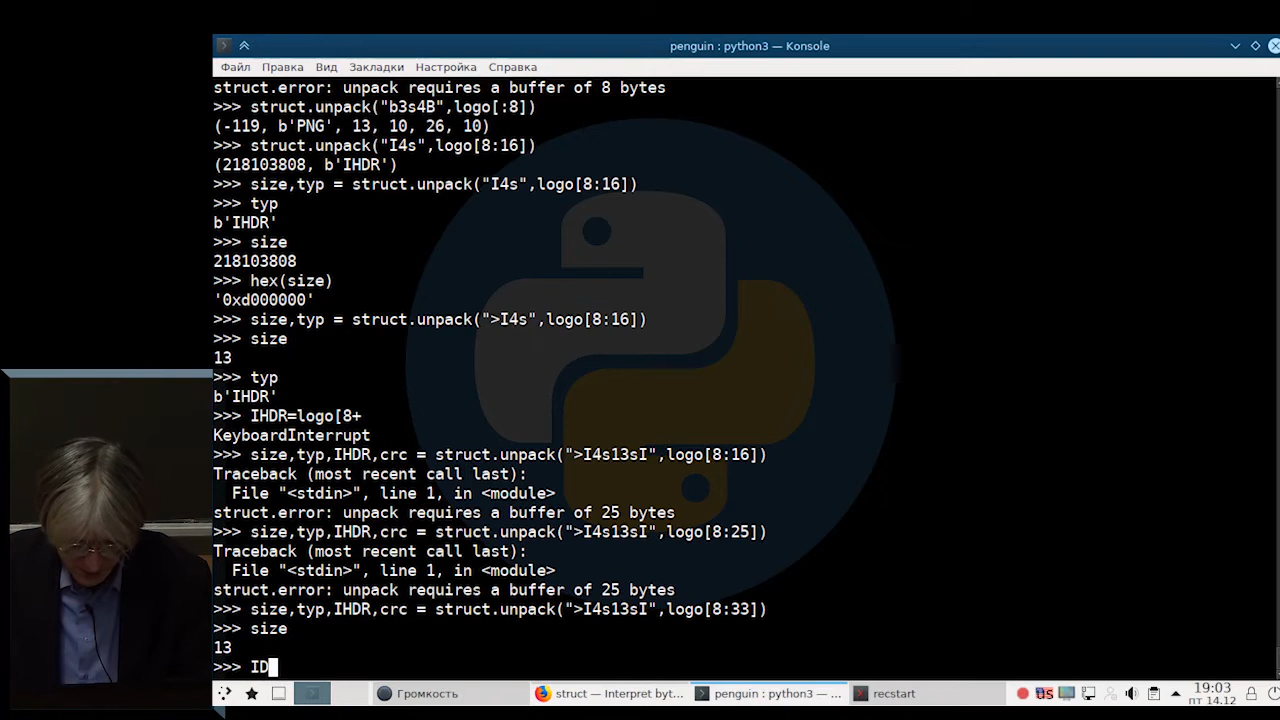 penguin : python3 — Konsole
Файл Правка Вид Закладки Настройка Справка
struct.error: unpack requires a buffer of 8 bytes
>>> struct.unpack("b3s4B",logo[:8])
(-119, b'PNG', 13, 10, 26, 10)
>>> struct.unpack("I4s",logo[8:16])
(218103808, b'IHDR')
>>> size,typ = struct.unpack("I4s",logo[8:16])
>>> typ
b'IHDR'
>>> size
218103808
>>> hex(size)
'0xd000000'
>>> size,typ = struct.unpack(">I4s",logo[8:16])
>>> size
13
>>> typ
b'IHDR'
>>> IHDR=logo[8+
KeyboardInterrupt
>>> size,typ,IHDR,crc = struct.unpack(">I4s13sI",logo[8:16])
Traceback (most recent call last):
  File "<stdin>", line 1, in <module>
struct.error: unpack requires a buffer of 25 bytes
>>> size,typ,IHDR,crc = struct.unpack(">I4s13sI",logo[8:25])
Traceback (most recent call last):
  File "<stdin>", line 1, in <module>
struct.error: unpack requires a buffer of 25 bytes
>>> size,typ,IHDR,crc = struct.unpack(">I4s13sI",logo[8:33])
>>> size
13
>>> ID
Громкость struct — Interpret byt... penguin : python3 — ... recstart us 19:03
пт 14.12